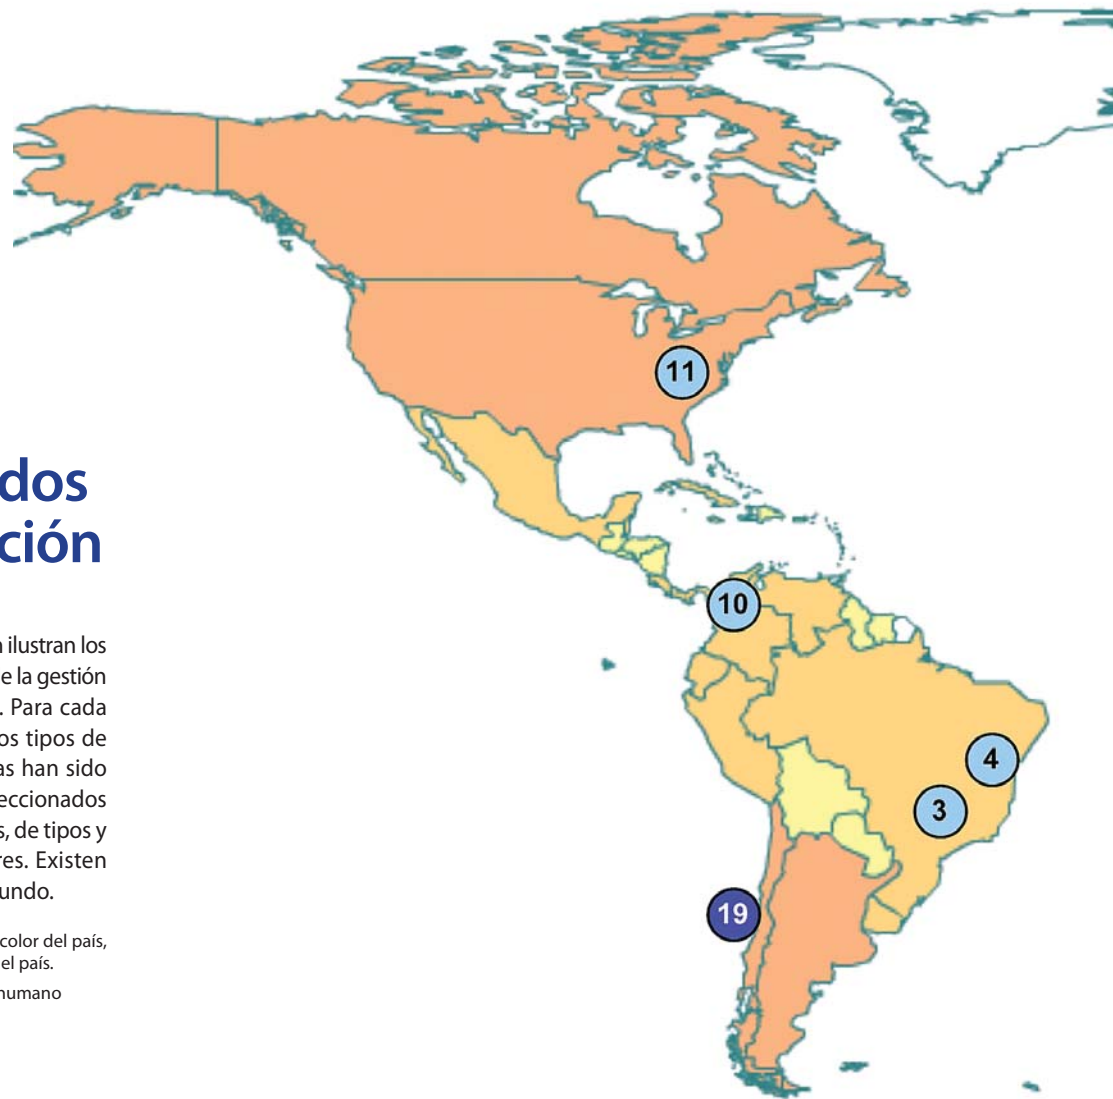 11
dos
ción
10
ilustran los
e la gestión
. Para cada
os tipos de
as han sido
eccionados
s, de tipos y
res. Existen
undo.
color del país,
el país.
humano
4
3
19